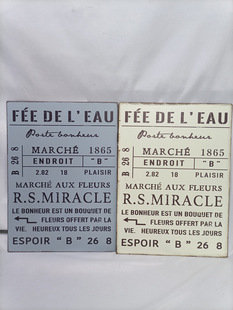 FÉE DE L'EAU
Porte bonheur
MARCHÉ 1865
ENDROIT "B"
B 26 8
2.82 18 PLAISIR
MARCHÉ AUX FLEURS
R.S.MIRACLE
LE BONHEUR EST UN BOUQUET DE
FLEURS OFFERT PAR LA
VIE. HEUREUX TOUS LES JOURS
ESPOIR "B" 26 8
FÉE DE L'EAU
Porte bonheur
MARCHÉ 1865
ENDROIT "B"
B 26 8
2.82 18 PLAISIR
MARCHÉ AUX FLEURS
R.S.MIRACLE
LE BONHEUR EST UN BOUQUET DE
FLEURS OFFERT PAR LA
VIE. HEUREUX TOUS LES JOURS
ESPOIR "B" 26 8